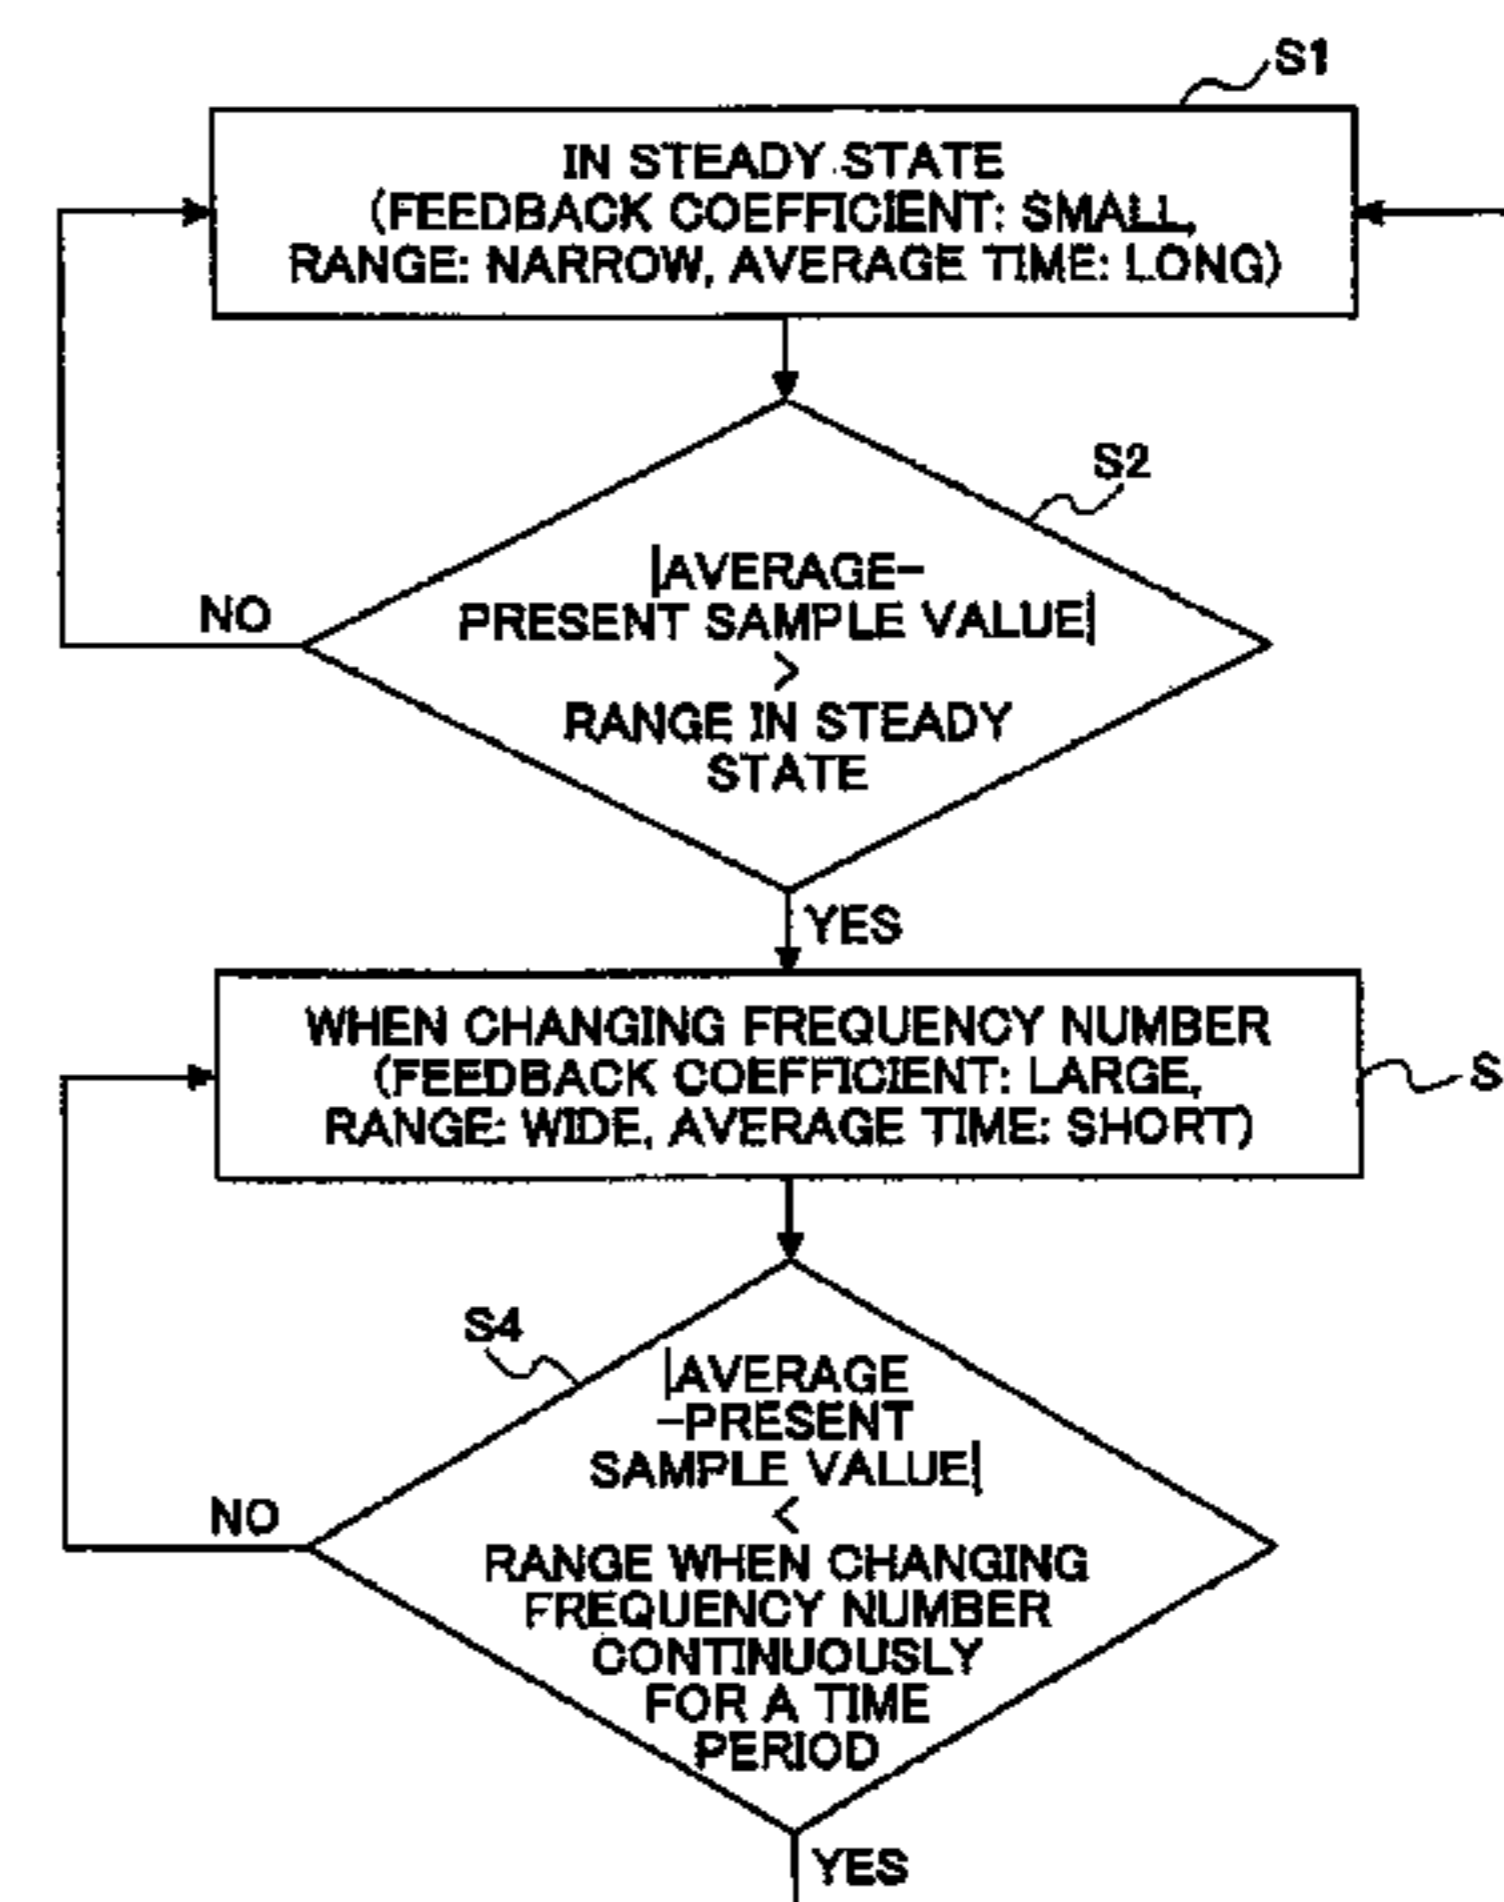 S1
IN STEADY STATE
(FEEDBACK COEFFICIENT: SMALL,
RANGE: NARROW, AVERAGE TIME: LONG)
S2
|AVERAGE-
PRESENT SAMPLE VALUE|
>
RANGE IN STEADY
STATE
NO
YES
WHEN CHANGING FREQUENCY NUMBER
(FEEDBACK COEFFICIENT: LARGE,
RANGE: WIDE, AVERAGE TIME: SHORT)
S
S4
|AVERAGE
-PRESENT
SAMPLE VALUE|
<
RANGE WHEN CHANGING
FREQUENCY NUMBER
CONTINUOUSLY
FOR A TIME
PERIOD
NO
YES